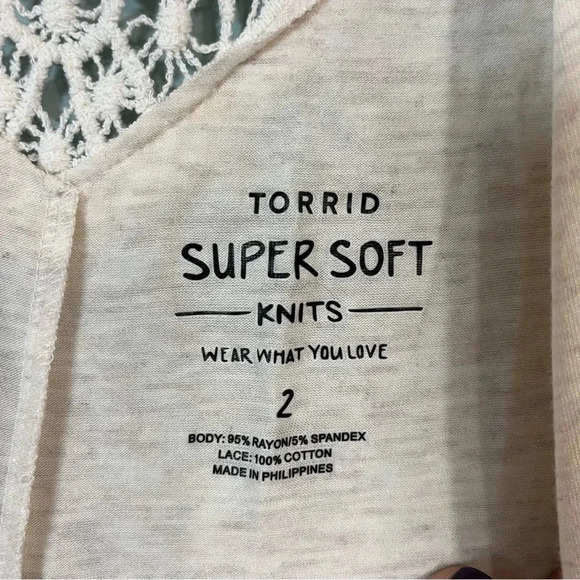 TORRID
SUPER SOFT
KNITS
WEAR WHAT YOU LOVE
2
BODY: 95% RAYON/5% SPANDEX
LACE: 100% COTTON
MADE IN PHILIPPINES